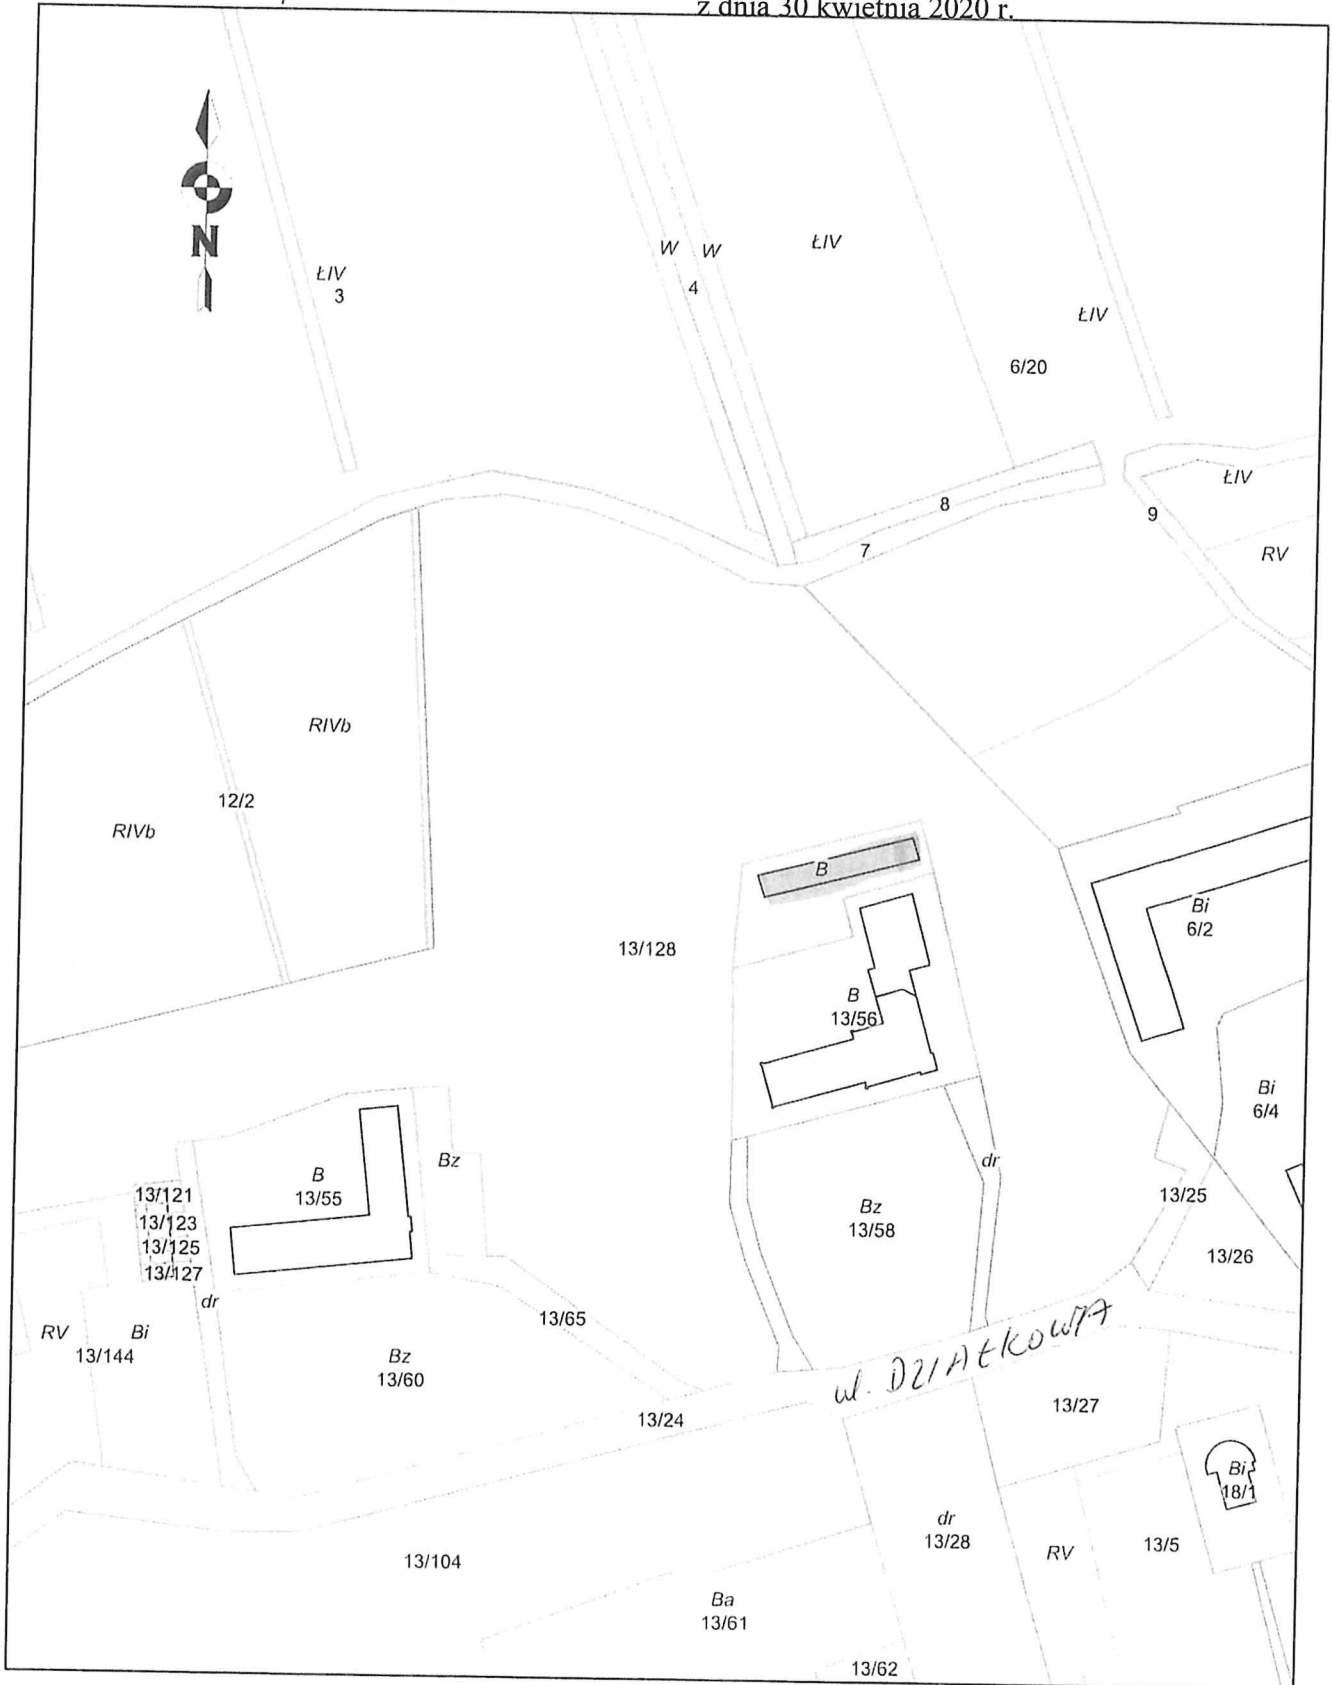 z dnia 30 kwietnia 2020 r.
N
ŁIV
3
W W
4
ŁIV
ŁIV
6/20
8
7
9
ŁIV
RV
RIVb
12/2
RIVb
B
13/128
B
13/56
Bi
6/2
Bi
6/4
B
13/55
Bz
13/121
13/123
13/125
13/127
dr
dr
Bz
13/58
13/25
13/26
RV
Bi
13/144
Bz
13/60
13/65
13/24
ul. DZIAŁKOWA
13/27
Bi
18/1
13/104
dr
13/28
RV
13/5
Ba
13/61
13/62